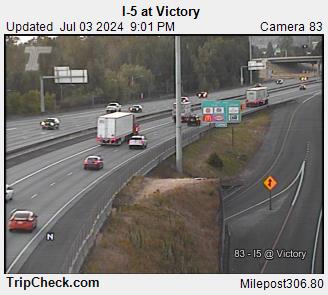 I-5 at Victory
Updated  Jul 03 2024  9:01 PM
Camera 83
N
83 - I5 @ Victory
TripCheck.com
Milepost306.80